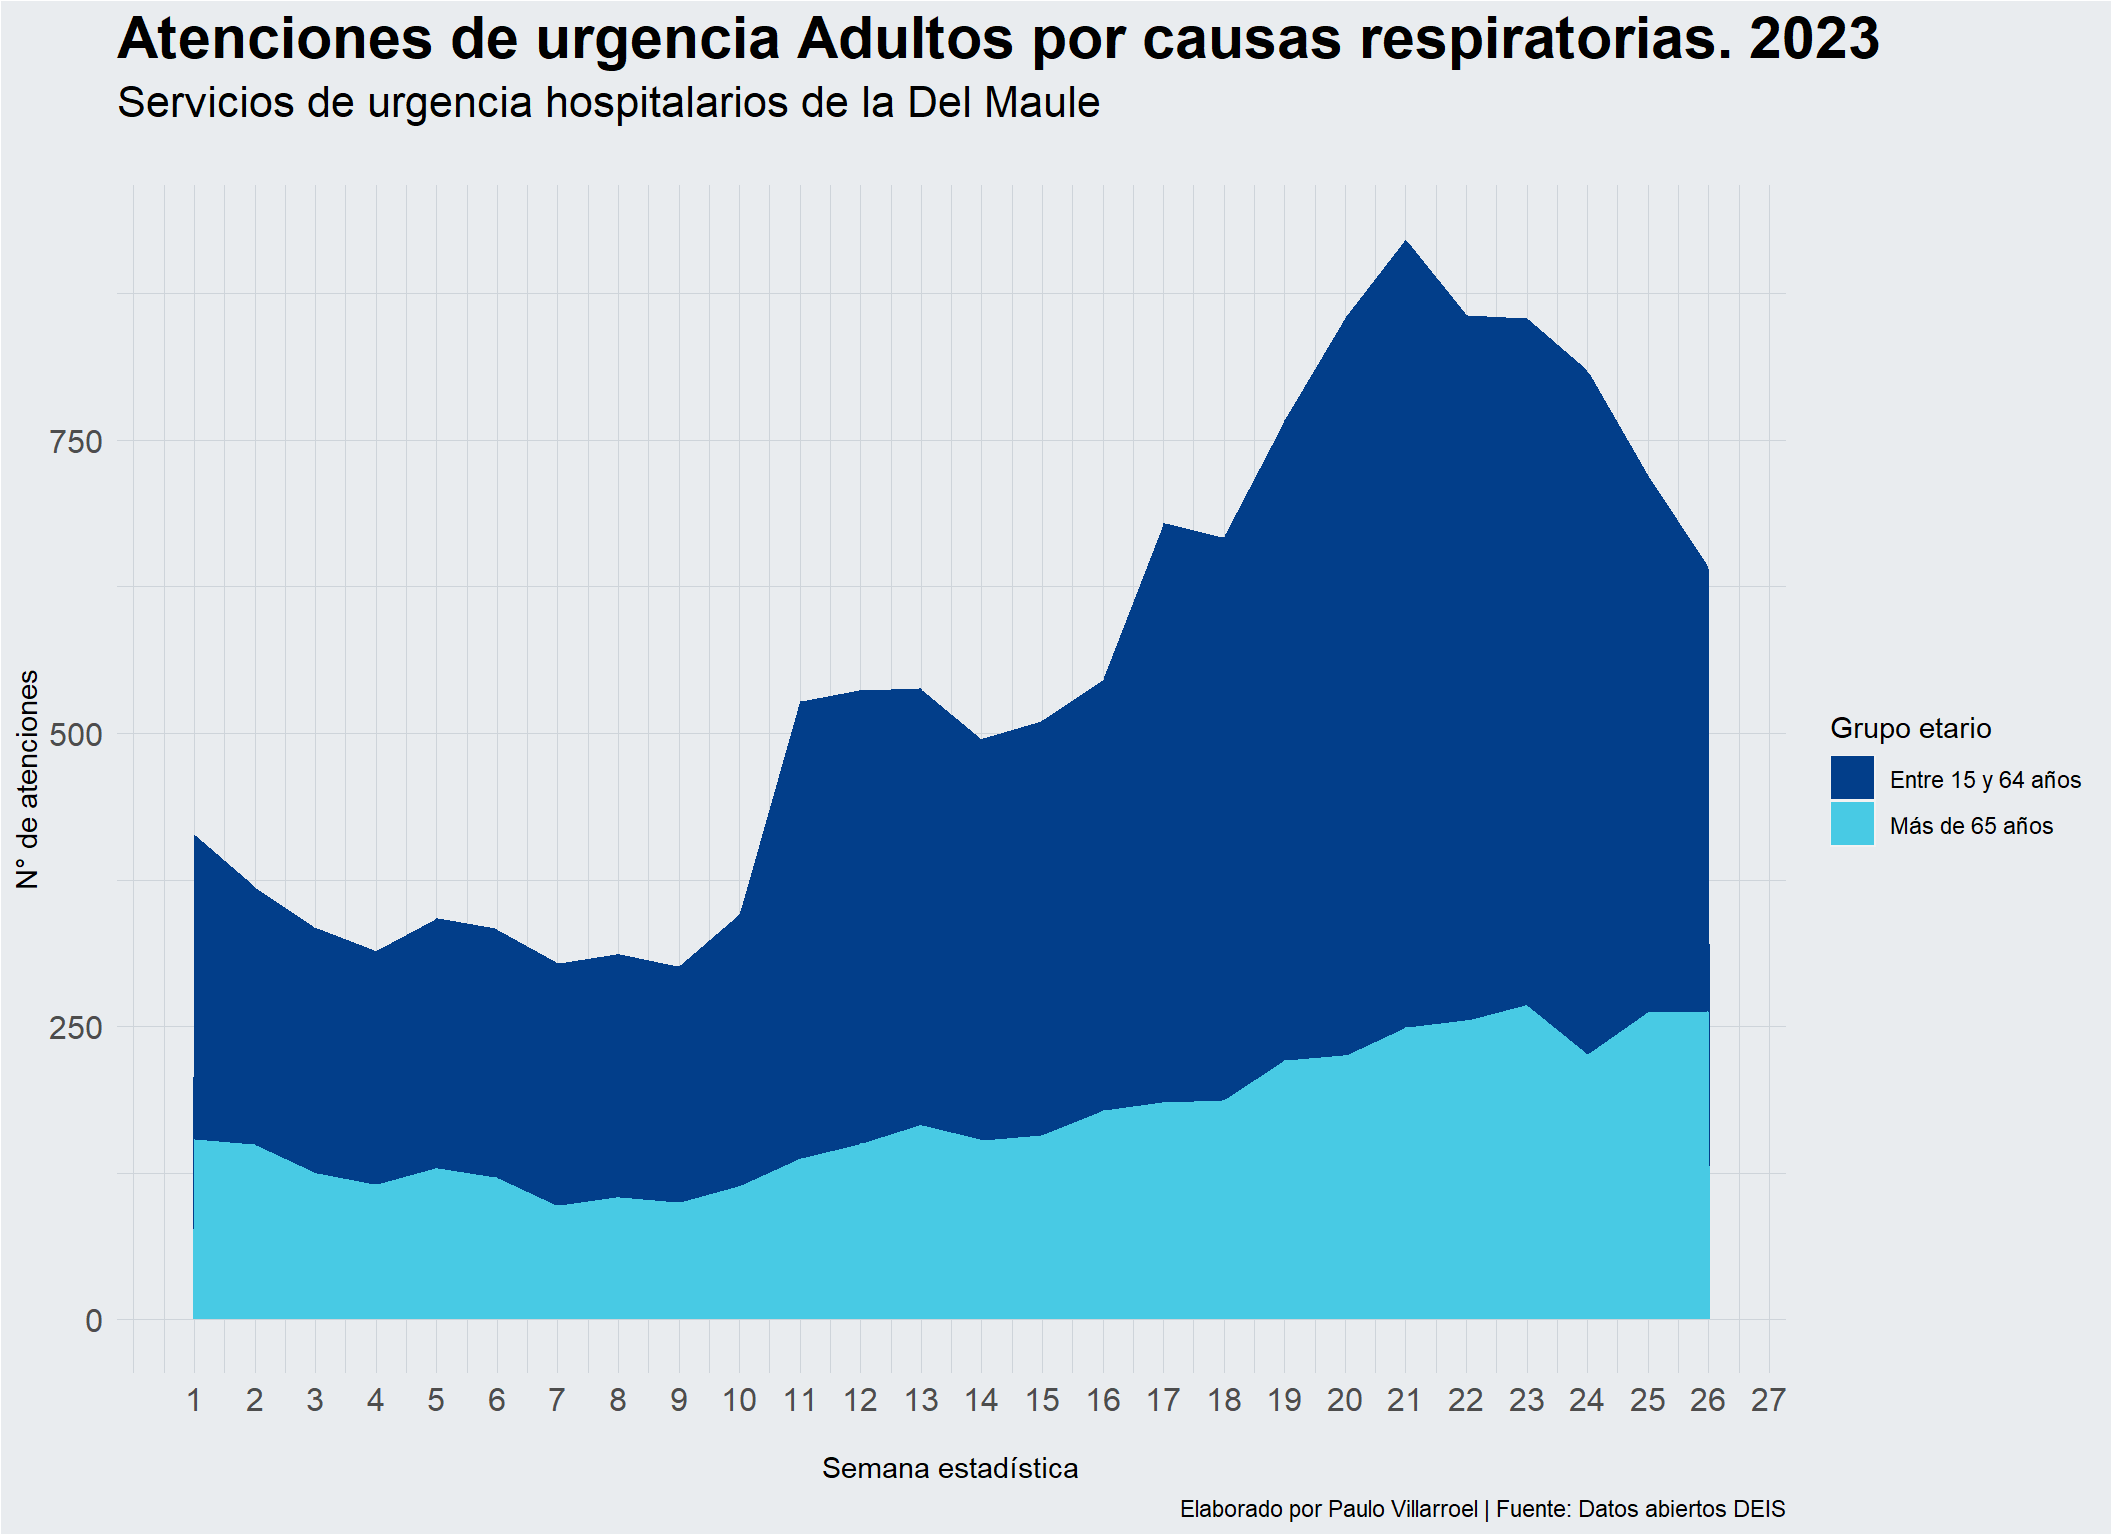 Atenciones de urgencia Adultos por causas respiratorias. 2023
Servicios de urgencia hospitalarios de la Del Maule
N° de atenciones
750
500
250
0
1 2 3 4 5 6 7 8 9 10 11 12 13 14 15 16 17 18 19 20 21 22 23 24 25 26 27
Semana estadística
Grupo etario
Entre 15 y 64 años
Más de 65 años
Elaborado por Paulo Villarroel | Fuente: Datos abiertos DEIS